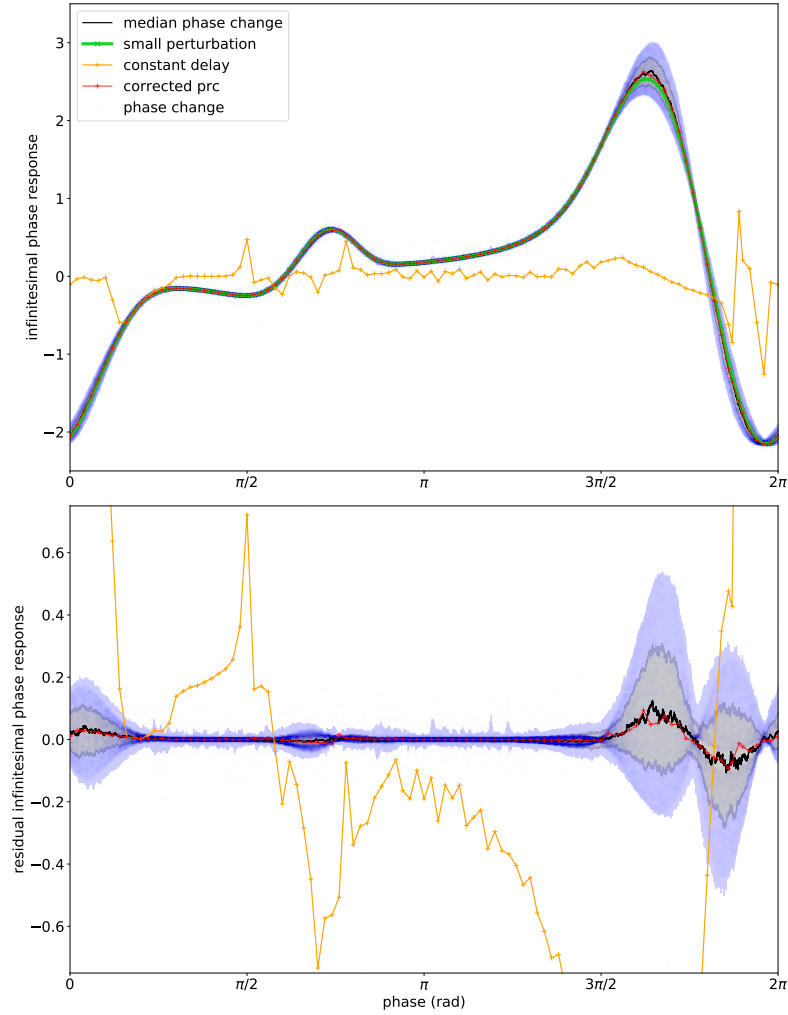 median phase change
small perturbation
constant delay
corrected prc
phase change
infinitesimal phase response
3
2
1
0
−1
−2
0
π/2
π
3π/2
2π
residual infinitesimal phase response
0.6
0.4
0.2
0.0
−0.2
−0.4
−0.6
0
π/2
π
3π/2
2π
phase (rad)